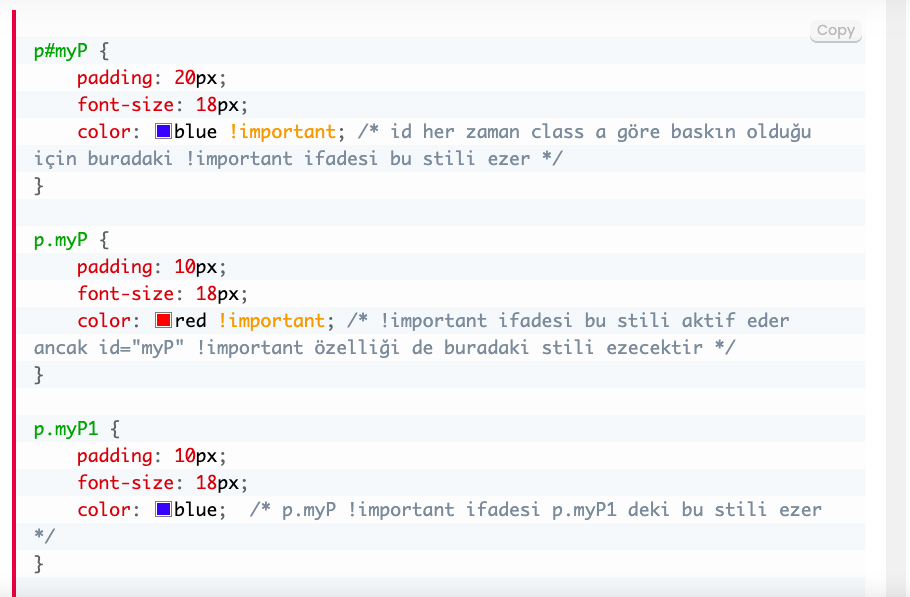 Copy
p#myP {
    padding: 20px;
    font-size: 18px;
    color: blue !important; /* id her zaman class a göre baskın olduğu
için buradaki !important ifadesi bu stili ezer */
}
p.myP {
    padding: 10px;
    font-size: 18px;
    color: red !important; /* !important ifadesi bu stili aktif eder
ancak id="myP" !important özelliği de buradaki stili ezecektir */
}
p.myP1 {
    padding: 10px;
    font-size: 18px;
    color: blue;  /* p.myP !important ifadesi p.myP1 deki bu stili ezer
*/
}